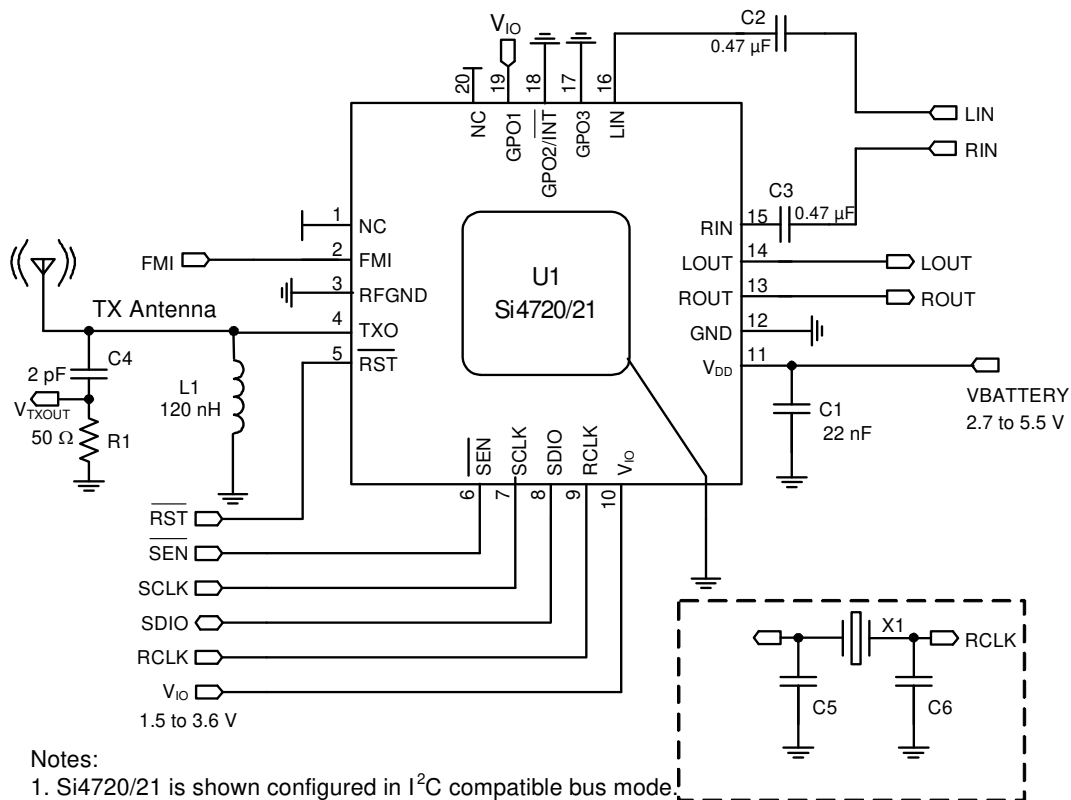 C2
0.47 µF
V_IO
20
19
18
17
16
NC
GPO1
GPO2/INT
GPO3
LIN
LIN
RIN
C3
0.47 µF
1
NC
RIN
15
FMI
2
FMI
LOUT
14
LOUT
3
RFGND
U1
Si4720/21
ROUT
13
ROUT
TX Antenna
4
TXO
GND
12
5
RST
V_DD
11
C4
2 pF
V_TXOUT
50 Ω
R1
L1
120 nH
C1
22 nF
VBATTERY
2.7 to 5.5 V
SEN
SCLK
SDIO
RCLK
V_IO
6
7
8
9
10
RST
SEN
SCLK
SDIO
RCLK
V_IO
1.5 to 3.6 V
X1
RCLK
C5
C6
Notes:
1. Si4720/21 is shown configured in I²C compatible bus mode.